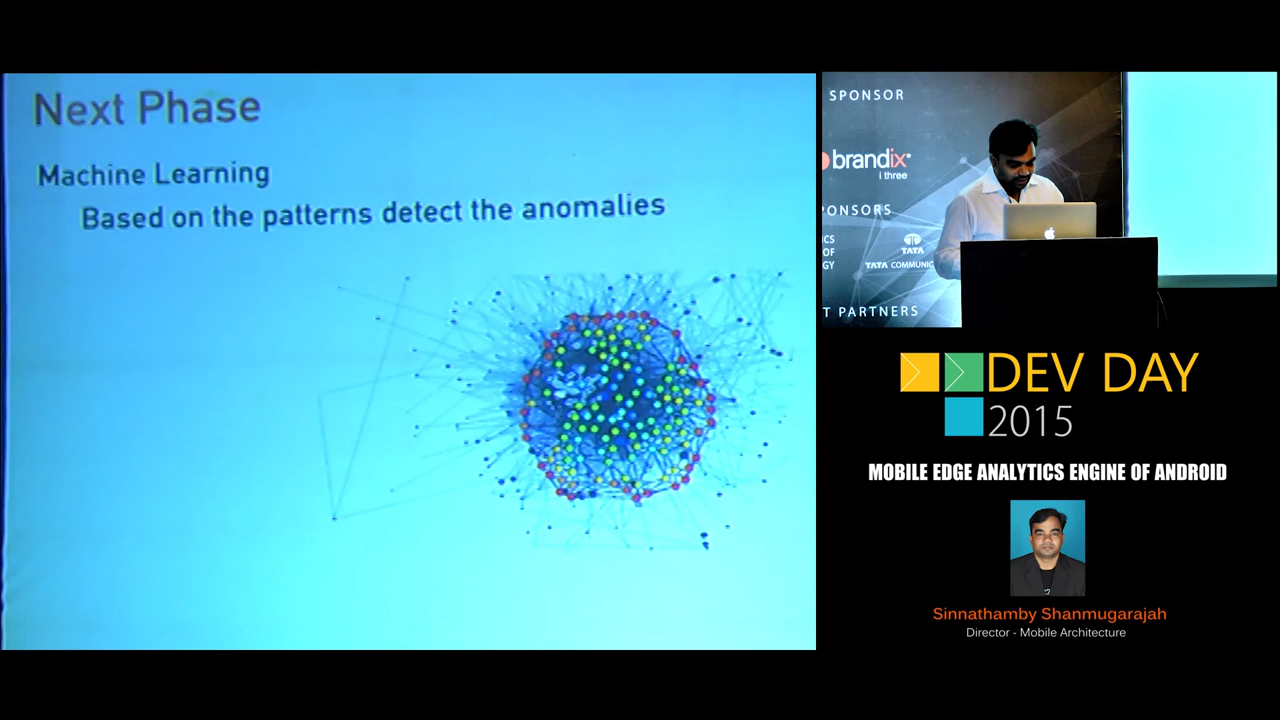 Next Phase
Machine Learning
Based on the patterns detect the anomalies
SPONSOR
brandix
i three
PONSORS
TATA
TATA COMMUNIC
T PARTNERS
DEV DAY
2015
MOBILE EDGE ANALYTICS ENGINE OF ANDROID
Sinnathamby Shanmugarajah
Director - Mobile Architecture